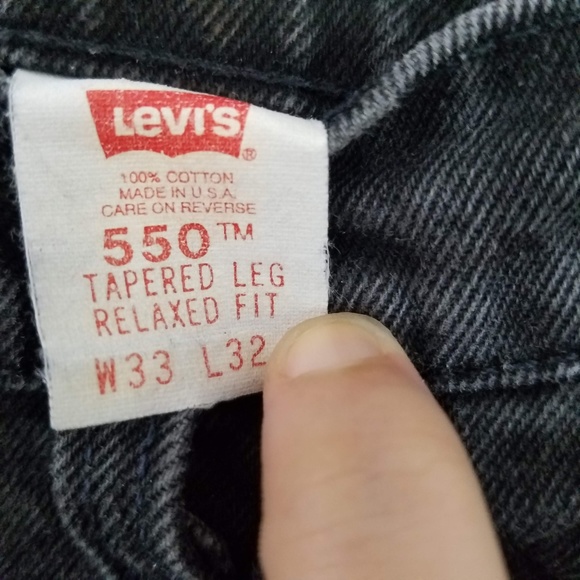 Levi's ®
100% COTTON
MADE IN U.S.A.
CARE ON REVERSE
550™
TAPERED LEG
RELAXED FIT
W33 L32